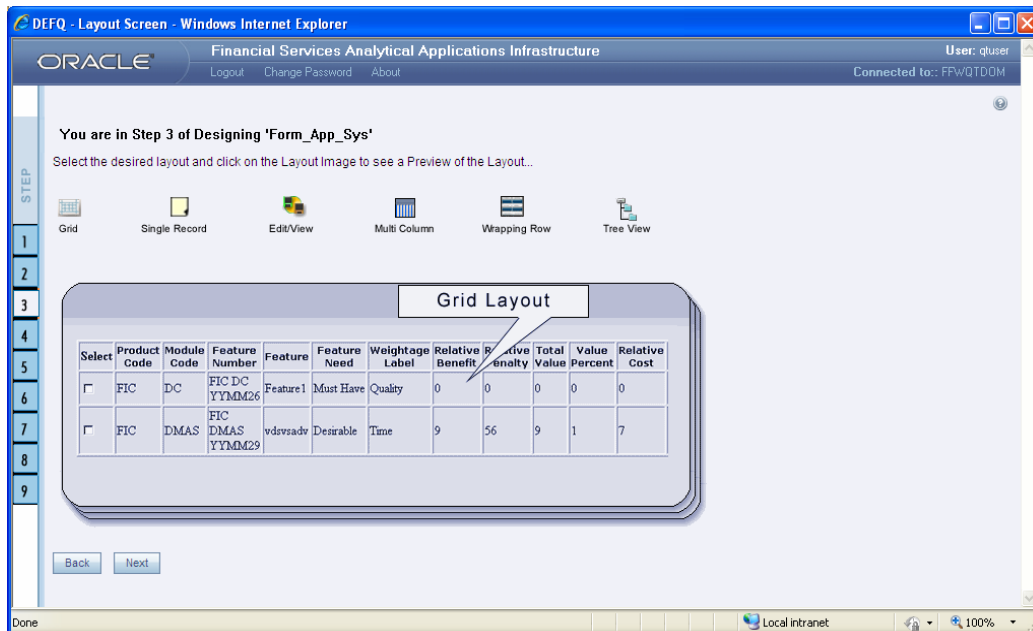 DEFQ - Layout Screen - Windows Internet Explorer
ORACLE
Financial Services Analytical Applications Infrastructure
User: qtuser
Logout Change Password About
Connected to:: FFWQTDOM
You are in Step 3 of Designing 'Form_App_Sys'
Select the desired layout and click on the Layout Image to see a Preview of the Layout...
STEP
1
2
3
4
5
6
7
8
9
Grid Single Record Edit/View Multi Column Wrapping Row Tree View
Grid Layout
Select Product Code Module Code Feature Number Feature Feature Need Weightage Label Relative Benefit Penalty Total Value Value Percent Relative Cost
FIC DC FIC DC YYMM26 Feature1 Must Have Quality 0 0 0 0 0
FIC DMAS FIC DMAS YYMM29 vdsvsadv Desirable Time 9 56 9 1 7
Back Next
Done
Local intranet
100%